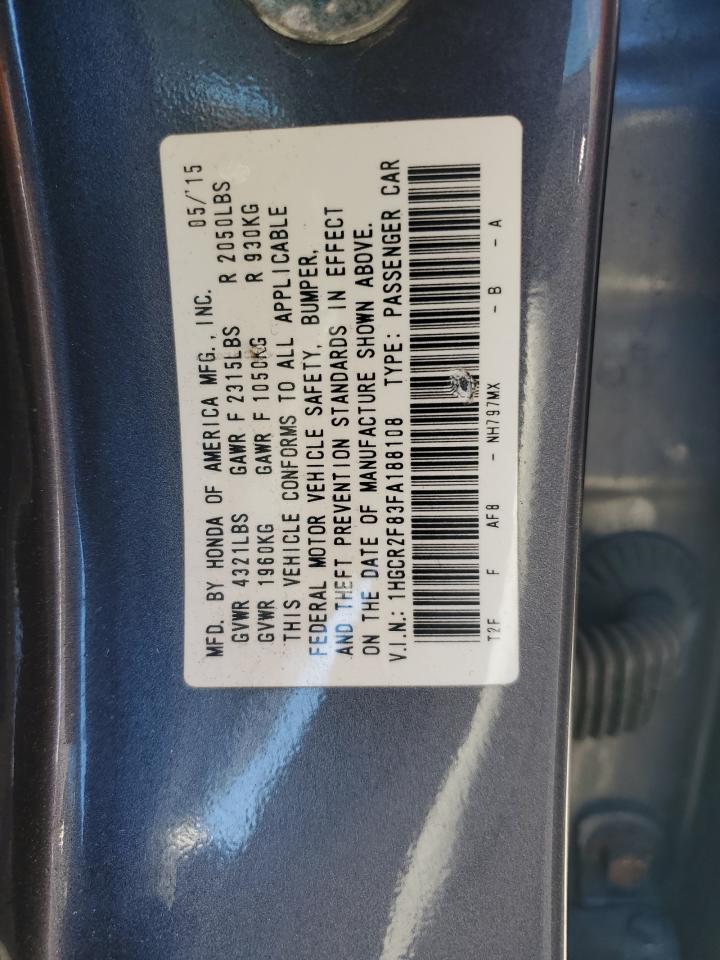 MFD. BY HONDA OF AMERICA MFG., INC. 05/'15
GVWR 4321LBS GAWR F 2315LBS R 2050LBS
GVWR 1960KG GAWR F 1050KG R 930KG
THIS VEHICLE CONFORMS TO ALL APPLICABLE
FEDERAL MOTOR VEHICLE SAFETY, BUMPER,
AND THEFT PREVENTION STANDARDS IN EFFECT
ON THE DATE OF MANUFACTURE SHOWN ABOVE.
V.I.N.: 1HGCR2F83FA188108 TYPE: PASSENGER CAR
T2F F AF8 - NH797MX - B - A